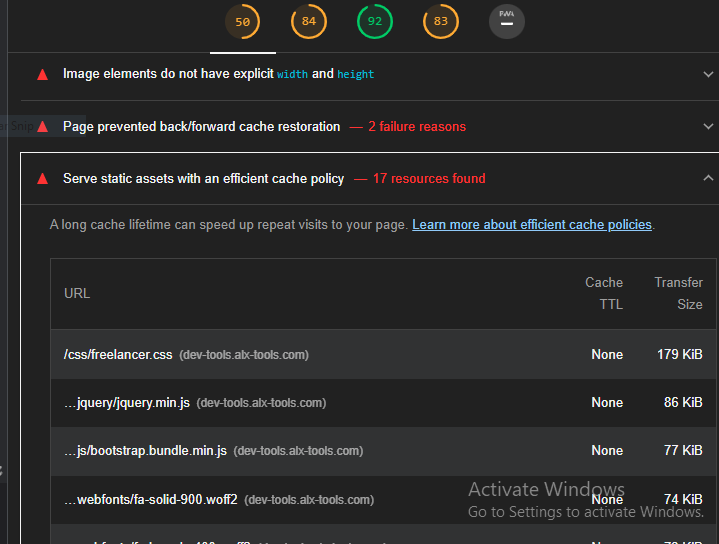 50 84 92 83 PWA
Image elements do not have explicit width and height
Snip
Page prevented back/forward cache restoration — 2 failure reasons
Serve static assets with an efficient cache policy — 17 resources found
A long cache lifetime can speed up repeat visits to your page. Learn more about efficient cache policies.
URL Cache TTL Transfer Size
/css/freelancer.css (dev-tools.alx-tools.com) None 179 KiB
…jquery/jquery.min.js (dev-tools.alx-tools.com) None 86 KiB
…js/bootstrap.bundle.min.js (dev-tools.alx-tools.com) None 77 KiB
…webfonts/fa-solid-900.woff2 (dev-tools.alx-tools.com) None 74 KiB
Activate Windows
Go to Settings to activate Windows.